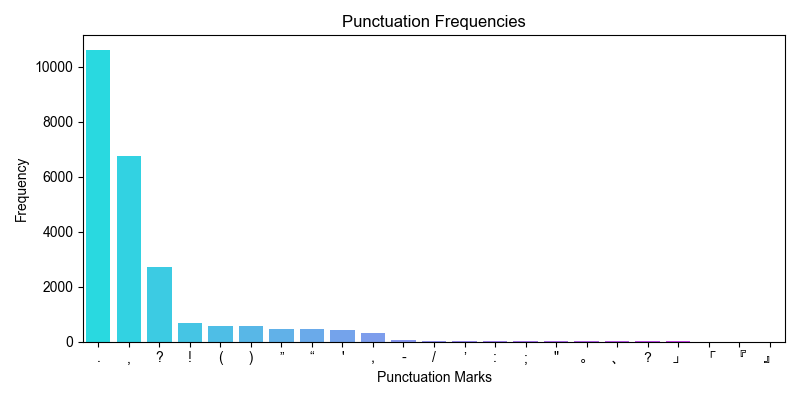 Punctuation Frequencies
Frequency
10000
8000
6000
4000
2000
0
. , ? ! ( ) ” “ ' , - / ’ : ; " 。 、 ? 」 「 『 』
Punctuation Marks